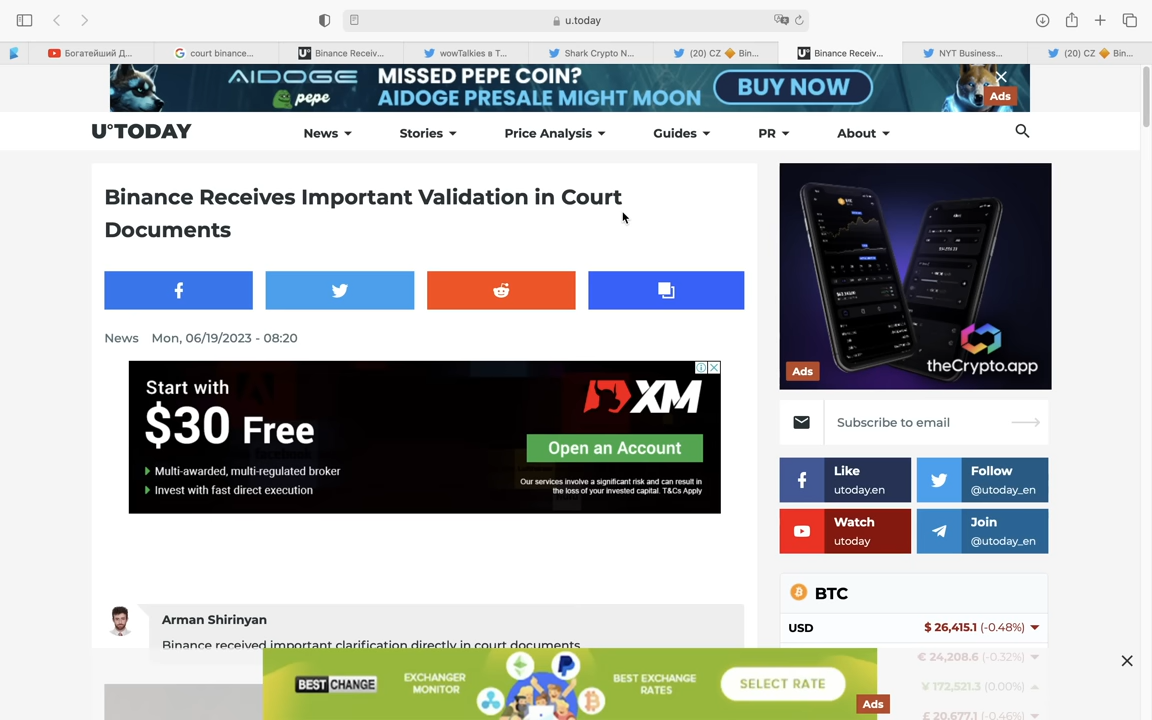 u.today
Богатейший Д...
court binance...
Binance Receiv...
wowTalkies в T...
Shark Crypto N...
(20) CZ 🔶 Bin...
Binance Receiv...
NYT Business...
(20) CZ 🔶 Bin...
AIDOGE
pepe
MISSED PEPE COIN?
AIDOGE PRESALE MIGHT MOON
BUY NOW
Ads
U°TODAY
News
Stories
Price Analysis
Guides
PR
About
Binance Receives Important Validation in Court
Documents
News Mon, 06/19/2023 - 08:20
Start with
$30 Free
Multi-awarded, multi-regulated broker
Invest with fast direct execution
XM
Open an Account
Our services involve a significant risk and can result in
the loss of your invested capital. T&Cs Apply
Arman Shirinyan
Binance received important clarification directly in court documents
Ads
theCrypto.app
Subscribe to email
Like
utoday.en
Follow
@utoday_en
Watch
utoday
Join
@utoday_en
BTC
USD $ 26,415.1 (-0.48%)
€ 24,208.6 (-0.32%)
¥ 172,521.3 (0.00%)
£ 20,677.1 (-0.46%)
BESTCHANGE
EXCHANGER
MONITOR
BEST EXCHANGE
RATES
SELECT RATE
Ads